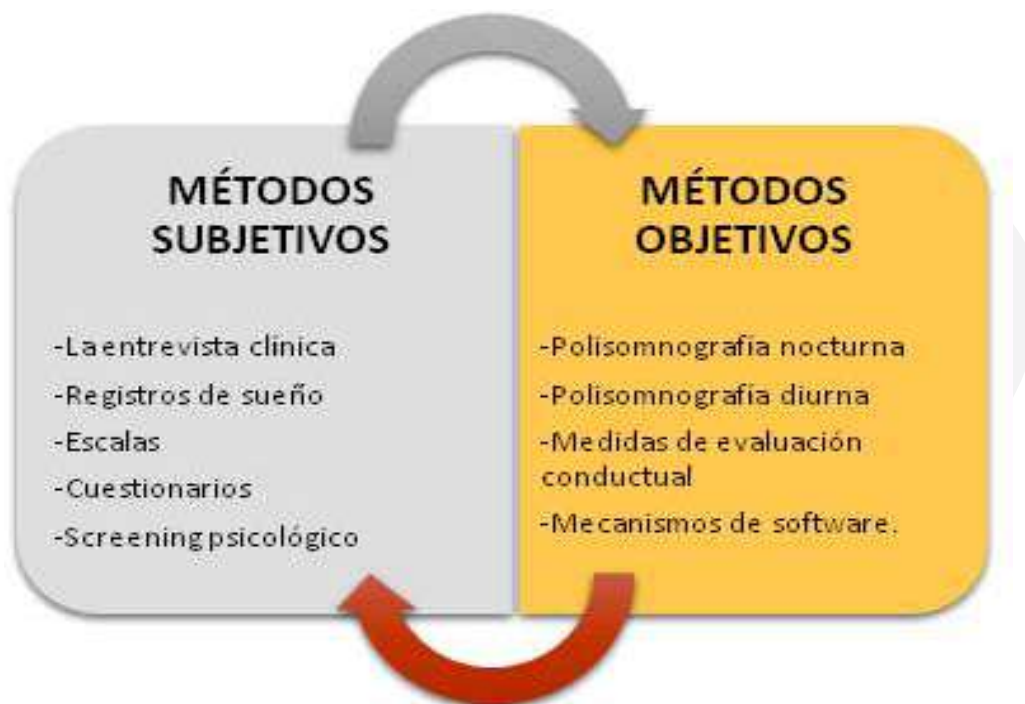 MÉTODOS
SUBJETIVOS
-La entrevista clínica
-Registros de sueño
-Escalas
-Cuestionarios
-Screening psicológico
MÉTODOS
OBJETIVOS
-Polisomnografía nocturna
-Polisomnografía diurna
-Medidas de evaluación
conductual
-Mecanismos de software.